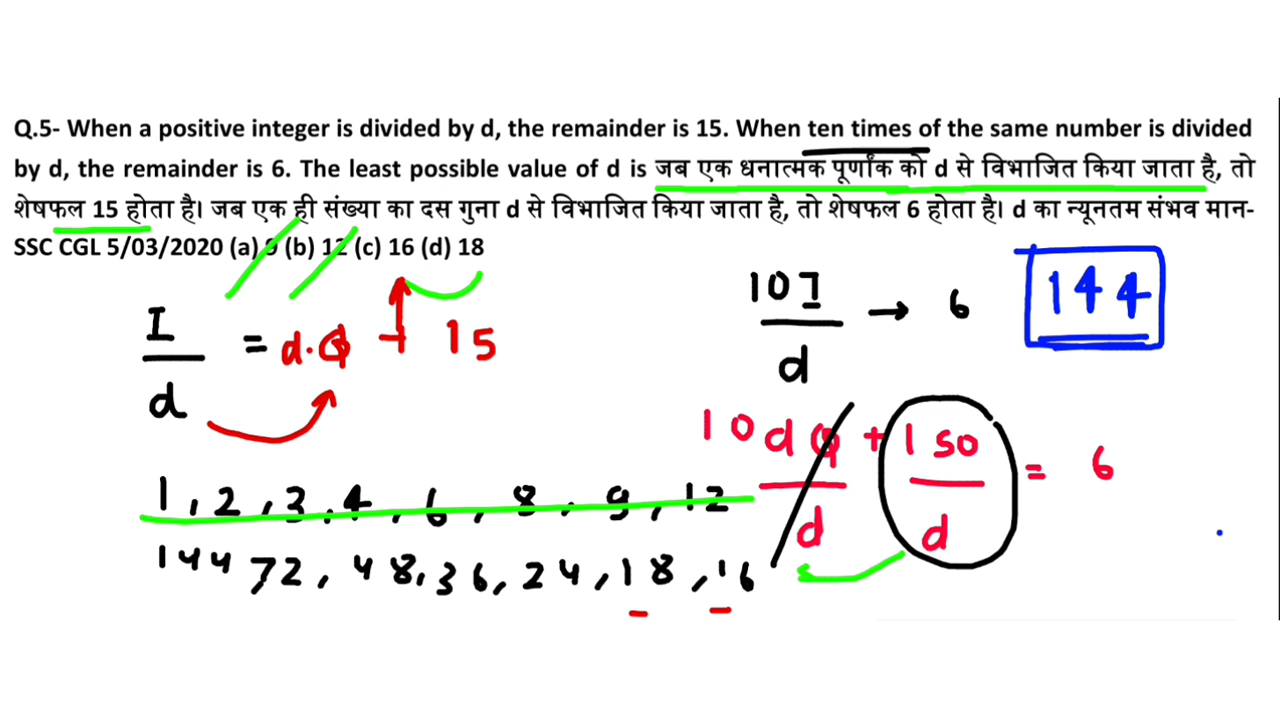 Q.5- When a positive integer is divided by d, the remainder is 15. When ten times of the same number is divided
by d, the remainder is 6. The least possible value of d is जब एक धनात्मक पूर्णांक को d से विभाजित किया जाता है, तो
शेषफल 15 होता है। जब एक ही संख्या का दस गुना d से विभाजित किया जाता है, तो शेषफल 6 होता है। d का न्यूनतम संभव मान-
SSC CGL 5/03/2020 (a) 9 (b) 12 (c) 16 (d) 18
I/d = d.Q + 15
10I/d → 6
144
10dQ/d + 150/d = 6
1, 2, 3, 4, 6, 8, 9, 12
144 72, 48, 36, 24, 18, 16